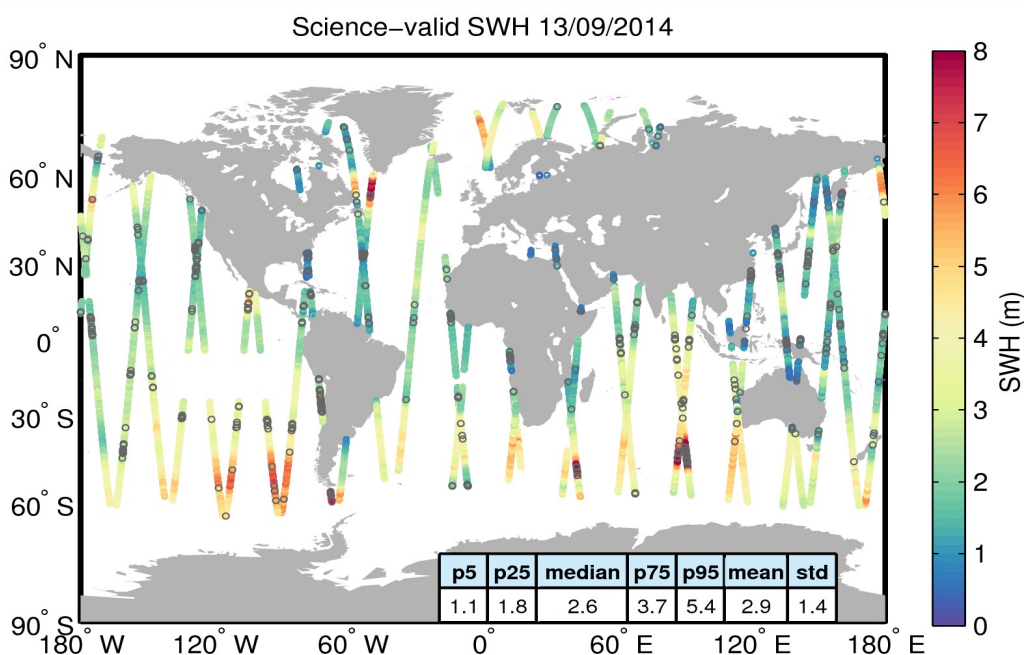 Science−valid SWH 13/09/2014
90° N
60° N
30° N
0°
30° S
60° S
90° S
180° W
120° W
60° W
0°
60° E
120° E
180° E
p5 p25 median p75 p95 mean std
1.1 1.8 2.6 3.7 5.4 2.9 1.4
8
7
6
5
4
3
2
1
0
SWH (m)